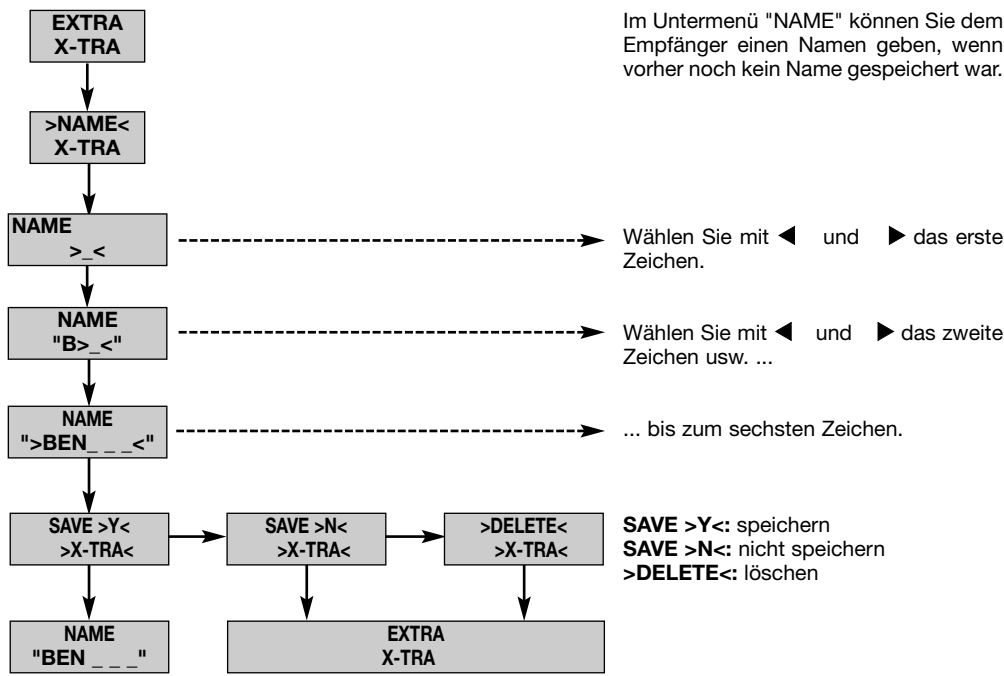 EXTRA
X-TRA
Im Untermenü "NAME" können Sie dem
Empfänger einen Namen geben, wenn
vorher noch kein Name gespeichert war.
>NAME<
X-TRA
NAME
>_<
Wählen Sie mit ◀ und ▶ das erste
Zeichen.
NAME
"B>_<"
Wählen Sie mit ◀ und ▶ das zweite
Zeichen usw. ...
NAME
">BEN_ _ _<"
... bis zum sechsten Zeichen.
SAVE >Y<
>X-TRA<
SAVE >N<
>X-TRA<
>DELETE<
>X-TRA<
SAVE >Y<: speichern
SAVE >N<: nicht speichern
>DELETE<: löschen
NAME
"BEN _ _ _"
EXTRA
X-TRA